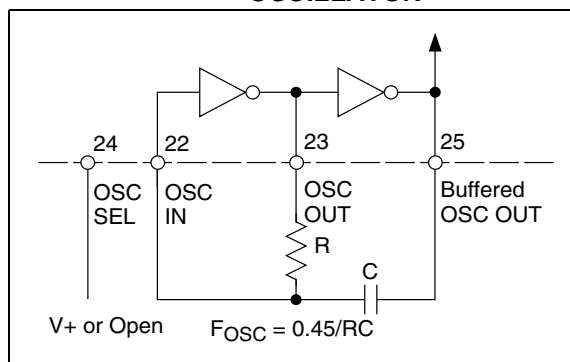 OSCILLATOR
24
22
23
25
OSC
SEL
OSC
IN
OSC
OUT
Buffered
OSC OUT
R
C
V+ or Open
FOSC = 0.45/RC